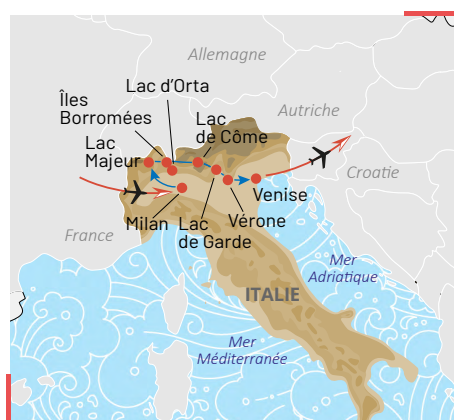 Allemagne
Lac d'Orta
Îles
Borromées
Autriche
Lac
de Côme
Lac
Majeur
Croatie
Venise
Milan
Lac
de Garde
Vérone
France
Mer
Adriatique
ITALIE
Mer
Méditerranée